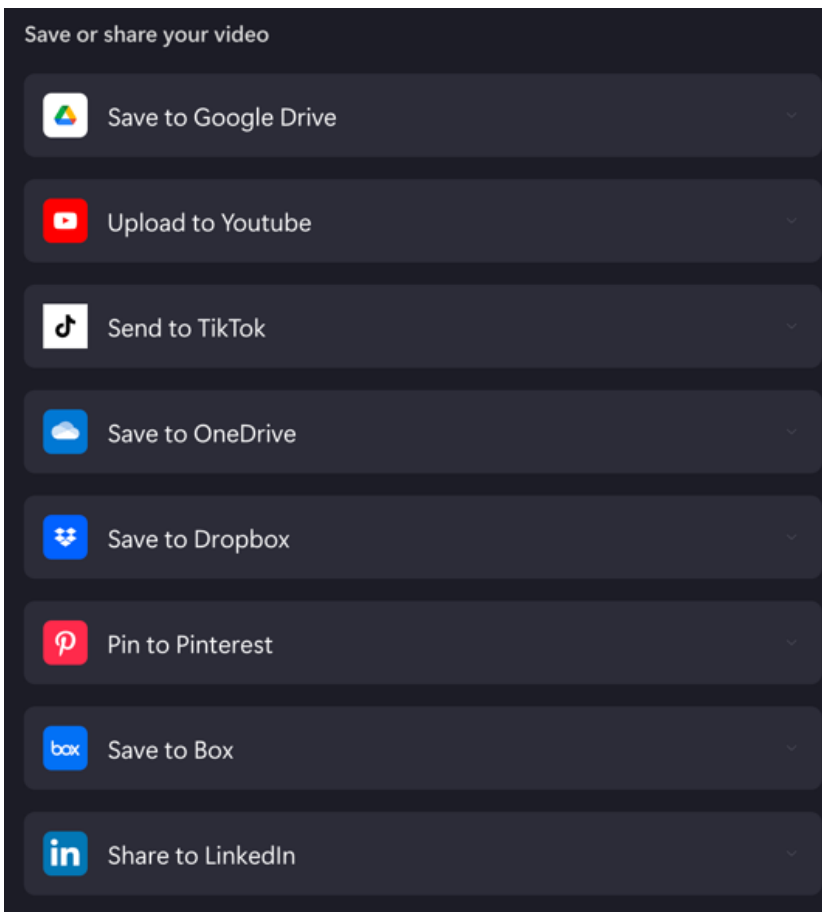 Save or share your video
Save to Google Drive
Upload to Youtube
Send to TikTok
Save to OneDrive
Save to Dropbox
Pin to Pinterest
box
Save to Box
in
Share to LinkedIn